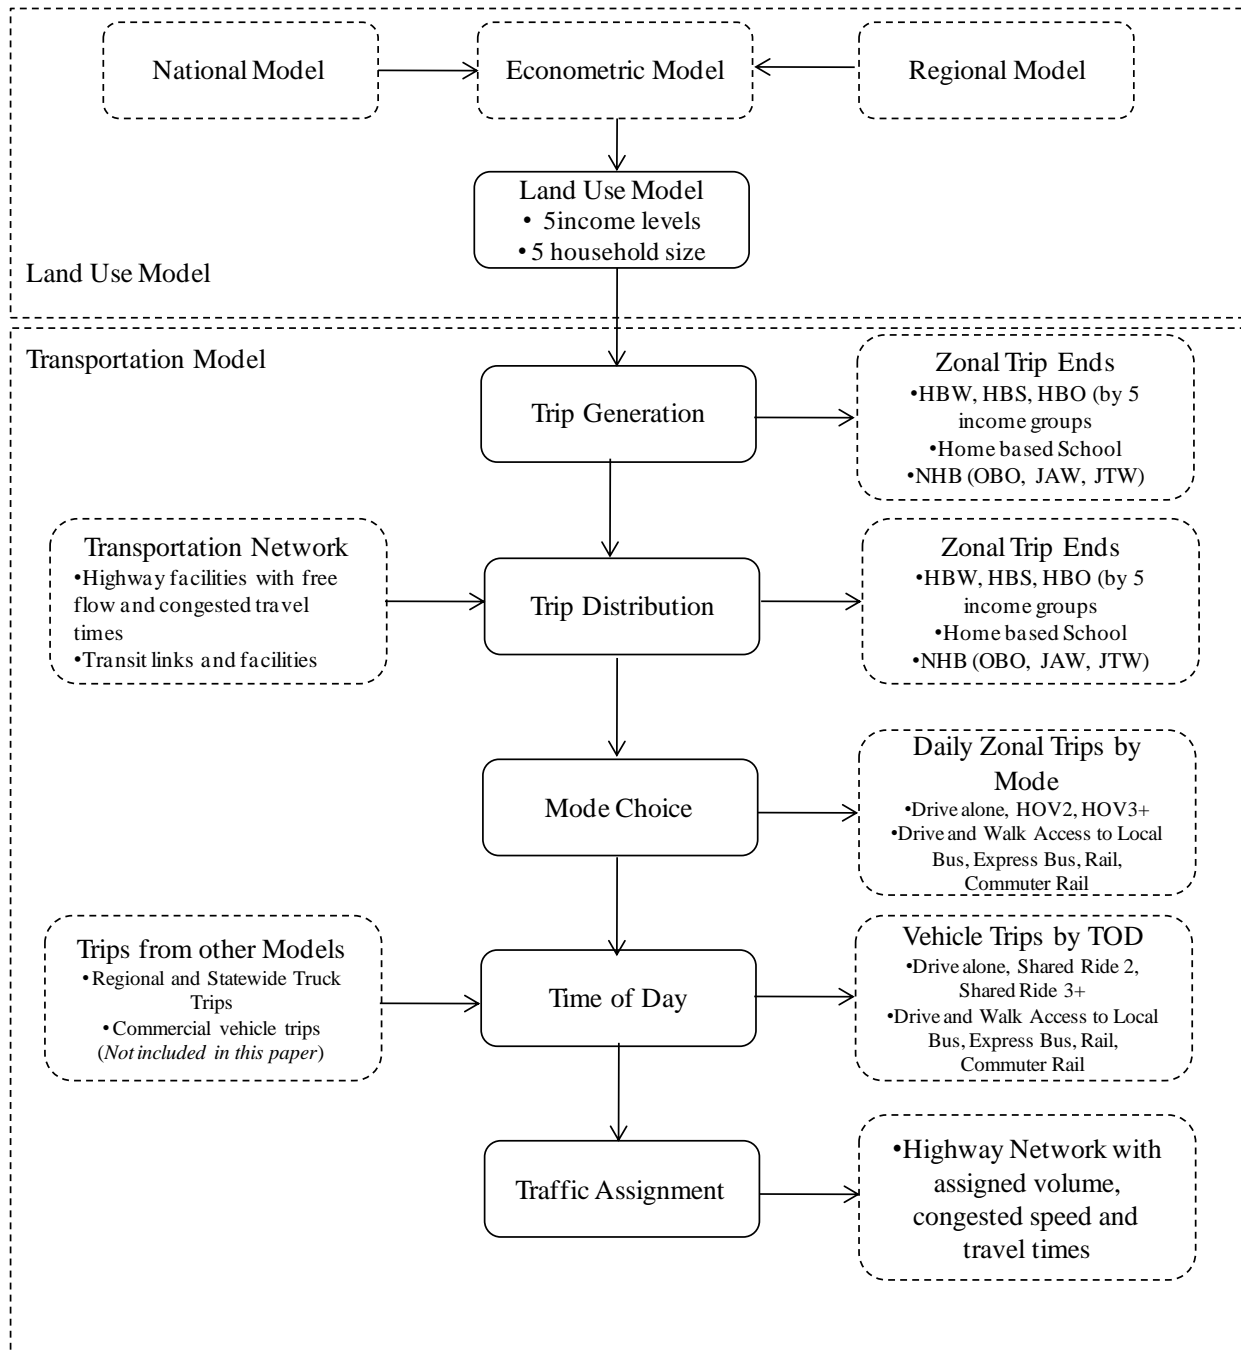 National Model
Econometric Model
Regional Model
Land Use Model
• 5income levels
• 5 household size
Land Use Model
Transportation Model
Trip Generation
Zonal Trip Ends
•HBW, HBS, HBO (by 5
income groups
•Home based School
•NHB (OBO, JAW, JTW)
Transportation Network
•Highway facilities with free
flow and congested travel
times
•Transit links and facilities
Trip Distribution
Zonal Trip Ends
•HBW, HBS, HBO (by 5
income groups
•Home based School
•NHB (OBO, JAW, JTW)
Mode Choice
Daily Zonal Trips by
Mode
•Drive alone, HOV2, HOV3+
•Drive and Walk Access to Local
Bus, Express Bus, Rail,
Commuter Rail
Trips from other Models
•Regional and Statewide Truck
Trips
•Commercial vehicle trips
(Not included in this paper)
Time of Day
Vehicle Trips by TOD
•Drive alone, Shared Ride 2,
Shared Ride 3+
•Drive and Walk Access to Local
Bus, Express Bus, Rail,
Commuter Rail
Traffic Assignment
•Highway Network with
assigned volume,
congested speed and
travel times